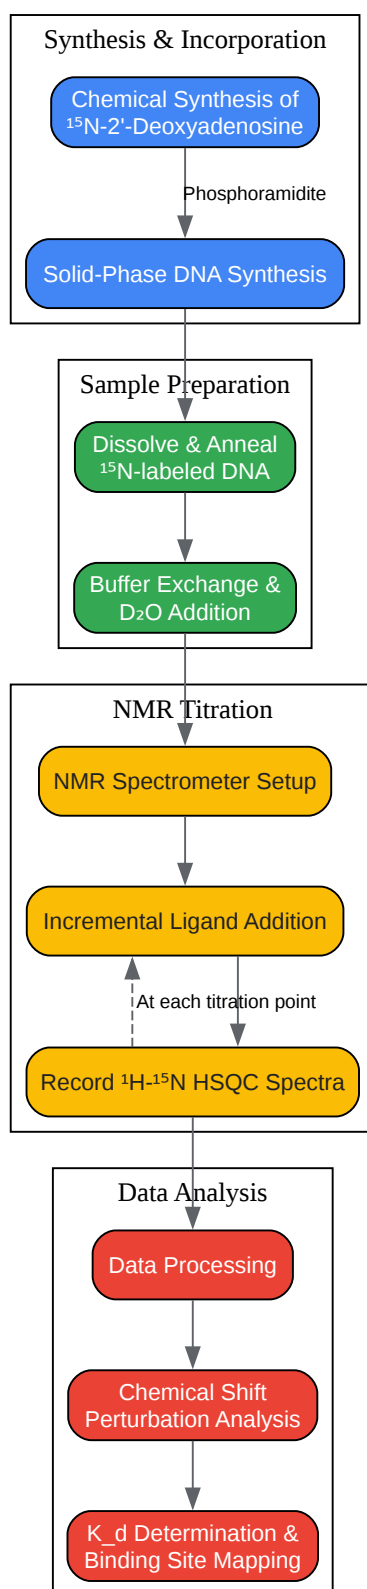 Synthesis & Incorporation
Chemical Synthesis of
¹⁵N-2'-Deoxyadenosine
Phosphoramidite
Solid-Phase DNA Synthesis
Sample Preparation
Dissolve & Anneal
¹⁵N-labeled DNA
Buffer Exchange &
D₂O Addition
NMR Titration
NMR Spectrometer Setup
Incremental Ligand Addition
At each titration point
Record ¹H-¹⁵N HSQC Spectra
Data Analysis
Data Processing
Chemical Shift
Perturbation Analysis
K_d Determination &
Binding Site Mapping